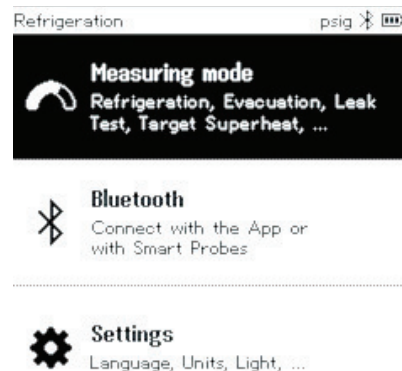 Refrigeration psig
Measuring mode
Refrigeration, Evacuation, Leak
Test, Target Superheat, ...
Bluetooth
Connect with the App or
with Smart Probes
Settings
Language, Units, Light, ...